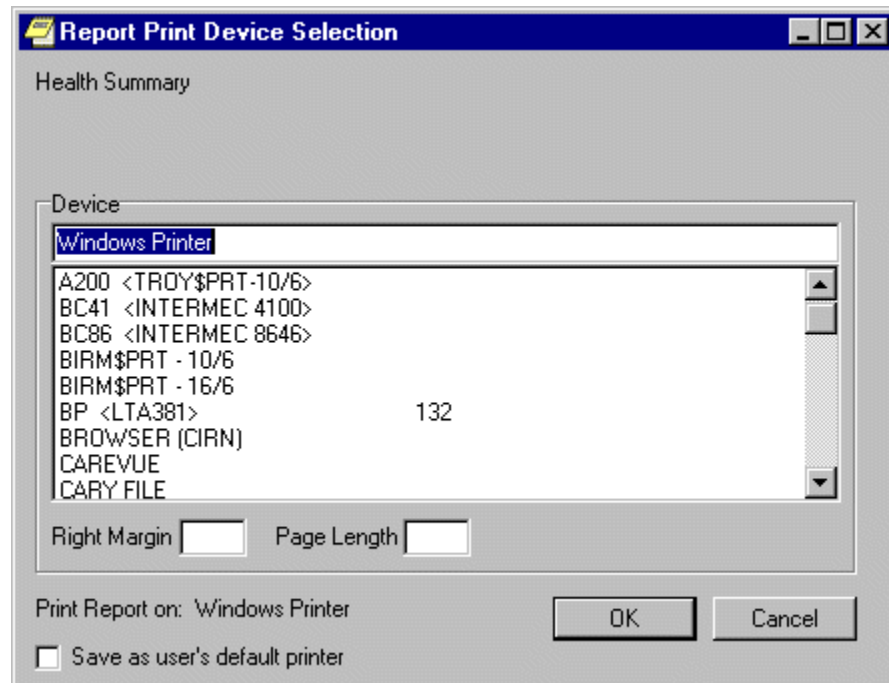 Report Print Device Selection
Health Summary
Device
Windows Printer
A200 <TROY$PRT-10/6>
BC41 <INTERMEC 4100>
BC86 <INTERMEC 8646>
BIRM$PRT - 10/6
BIRM$PRT - 16/6
BP <LTA381> 132
BROWSER (CIRN)
CAREVUE
CARY FILE
Right Margin Page Length
Print Report on: Windows Printer
OK Cancel
Save as user's default printer